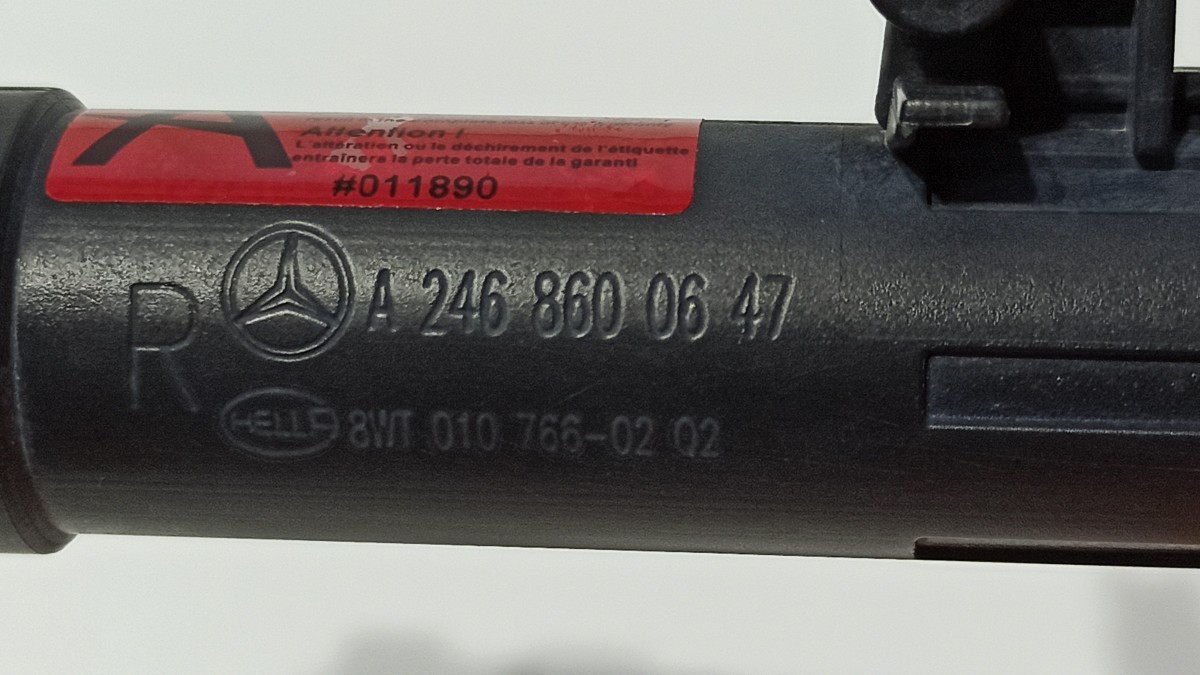 A
Attention !
L'altération ou le déchirement de l'étiquette
entraînera la perte totale de la garanti
#011890
R A 246 860 06 47
HELLA 8WT 010 766-02 Q2